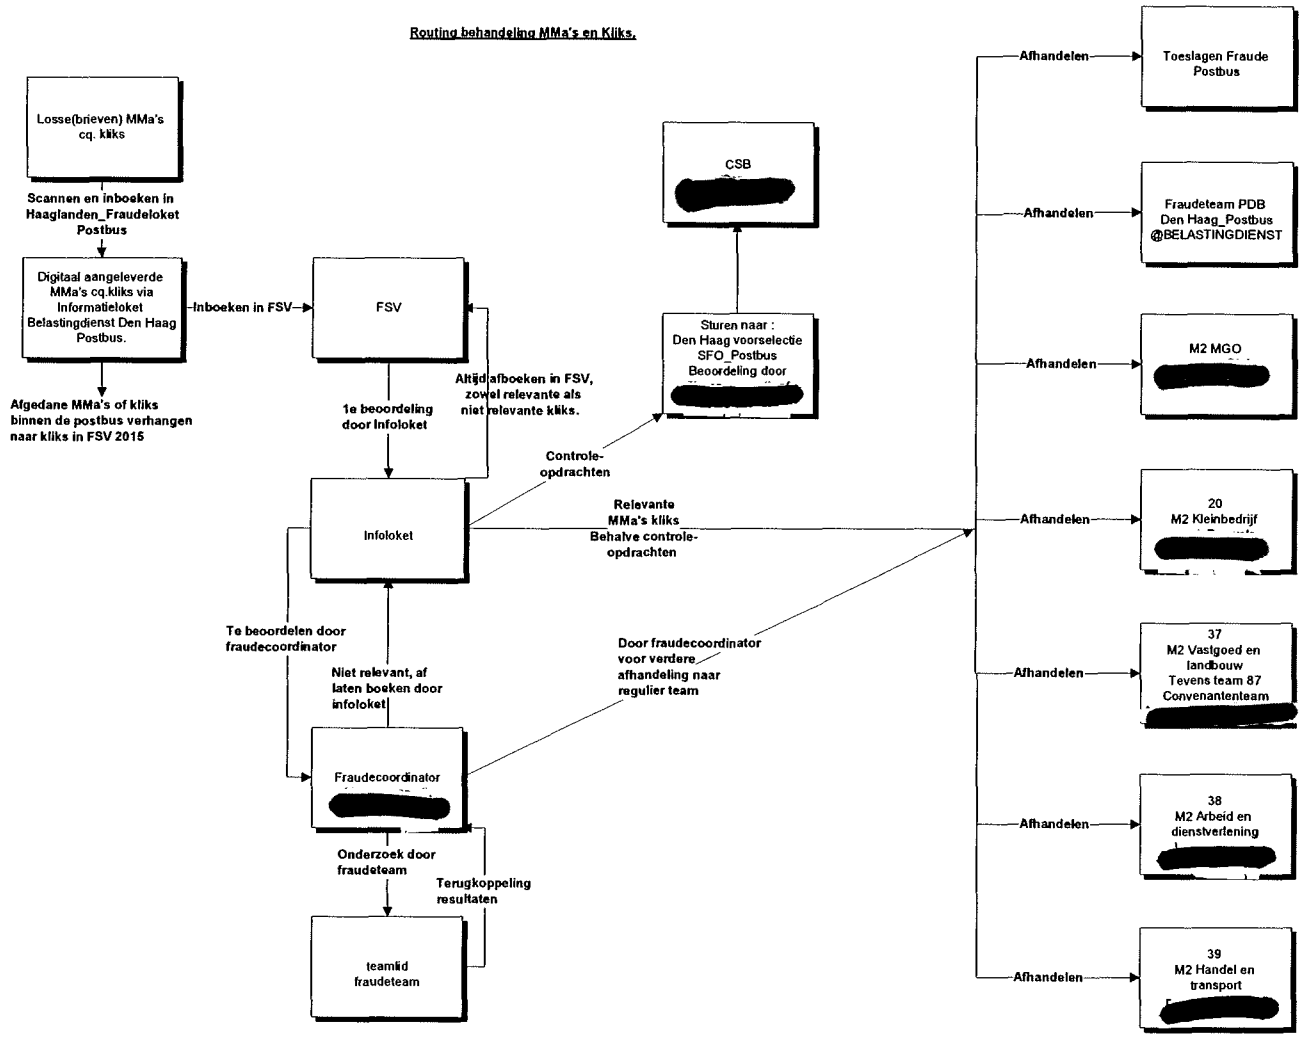 Routing behandeling MMa's en Kliks.
Losse(brieven) MMa's
cq. kliks
Scannen en inboeken in
Haaglanden_Fraudeloket
Postbus
Digitaal aangeleverde
MMa's cq.kliks via
Informatieloket
Belastingdienst Den Haag
Postbus.
Afgedane MMa's of kliks
binnen de postbus verhangen
naar kliks in FSV 2015
Inboeken in FSV
FSV
1e beoordeling
door Infoloket
Altijd afboeken in FSV,
zowel relevante als
niet relevante kliks.
Infoloket
Te beoordelen door
fraudecoordinator
Niet relevant, af
laten boeken door
infoloket
Fraudecoordinator
Onderzoek door
fraudeteam
Terugkoppeling
resultaten
teamlid
fraudeteam
CSB
Sturen naar :
Den Haag voorselectie
SFO_Postbus
Beoordeling door
Controle-
opdrachten
Relevante
MMa's kliks
Behalve controle-
opdrachten
Door fraudecoordinator
voor verdere
afhandeling naar
regulier team
Afhandelen
Toeslagen Fraude
Postbus
Afhandelen
Fraudeteam PDB
Den Haag_Postbus
@BELASTINGDIENST
Afhandelen
M2 MGO
Afhandelen
20
M2 Kleinbedrijf
Afhandelen
37
M2 Vastgoed en
landbouw
Tevens team 87
Convenantenteam
Afhandelen
38
M2 Arbeid en
dienstverlening
Afhandelen
39
M2 Handel en
transport